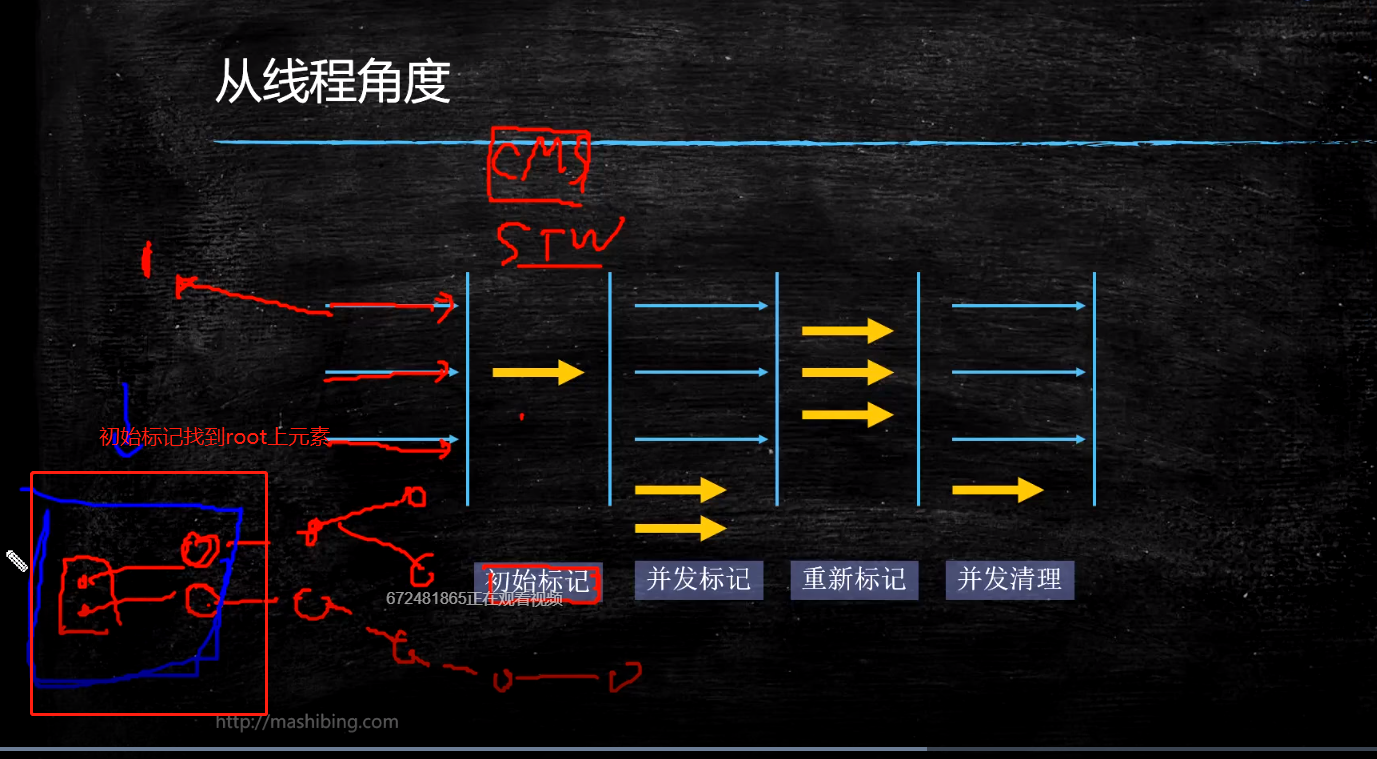 从线程角度
CMS
STW
初始标记找到root上元素
初始标记
并发标记
重新标记
并发清理
672481865正在观看视频
http://mashibing.com